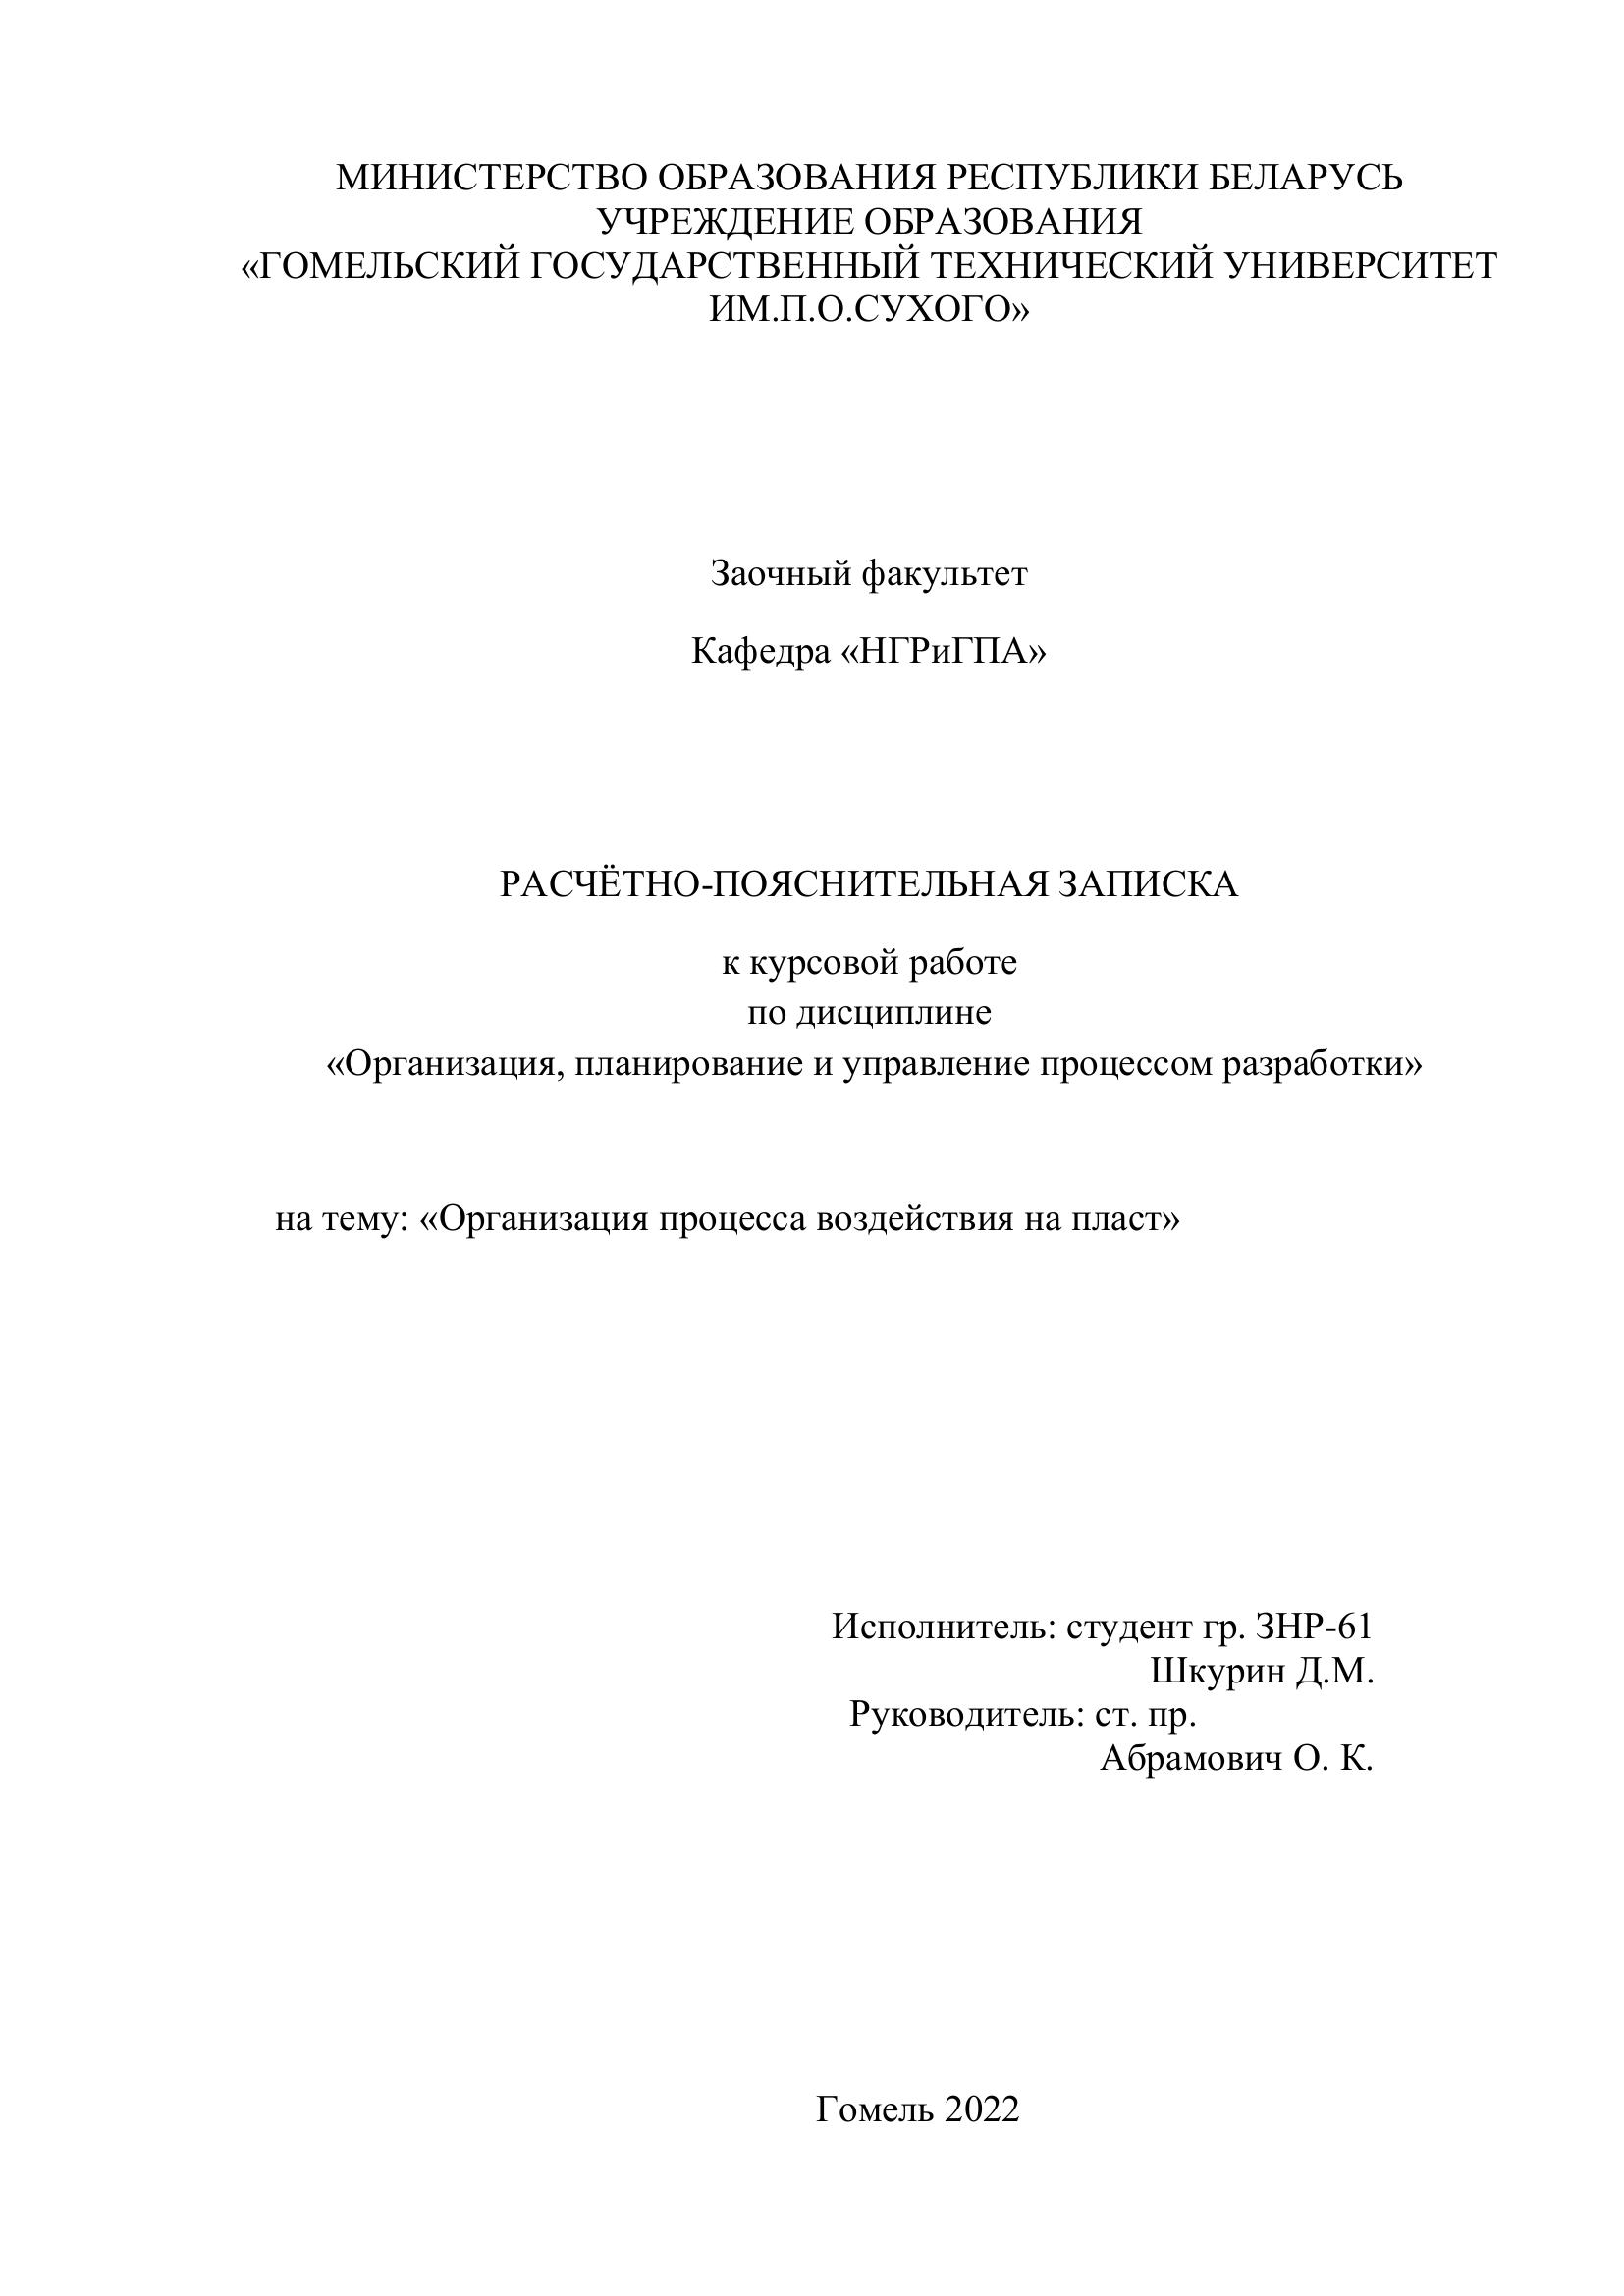 МИНИСТЕРСТВО ОБРАЗОВАНИЯ РЕСПУБЛИКИ БЕЛАРУСЬ
УЧРЕЖДЕНИЕ ОБРАЗОВАНИЯ
«ГОМЕЛЬСКИЙ ГОСУДАРСТВЕННЫЙ ТЕХНИЧЕСКИЙ УНИВЕРСИТЕТ
ИМ.П.О.СУХОГО»
Заочный факультет
Кафедра «НГРиГПА»
РАСЧЁТНО-ПОЯСНИТЕЛЬНАЯ ЗАПИСКА
к курсовой работе
по дисциплине
«Организация, планирование и управление процессом разработки»
на тему: «Организация процесса воздействия на пласт»
Исполнитель: студент гр. ЗНР-61
Шкурин Д.М.
Руководитель: ст. пр.
Абрамович О. К.
Гомель 2022